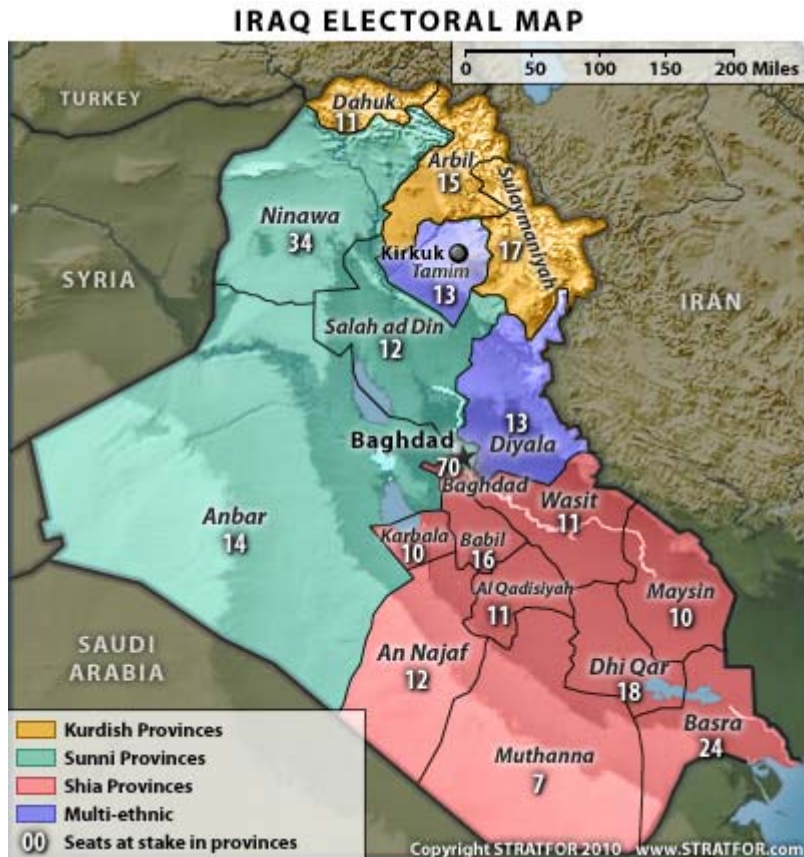 IRAQ ELECTORAL MAP
0 50 100 150 200 Miles
TURKEY
Dahuk
11
Arbil
15
Sulaymaniyah
17
Ninawa
34
Kirkuk
Tamim
13
SYRIA
IRAN
Salah ad Din
12
13
Diyala
Baghdad
70
Baghdad
Wasit
11
Anbar
14
Karbala
10
Babil
16
Al Qadisiyah
11
Maysin
10
SAUDI
ARABIA
An Najaf
12
Dhi Qar
18
Basra
24
Muthanna
7
Kurdish Provinces
Sunni Provinces
Shia Provinces
Multi-ethnic
00 Seats at stake in provinces
Copyright STRATFOR 2010 www.STRATFOR.com